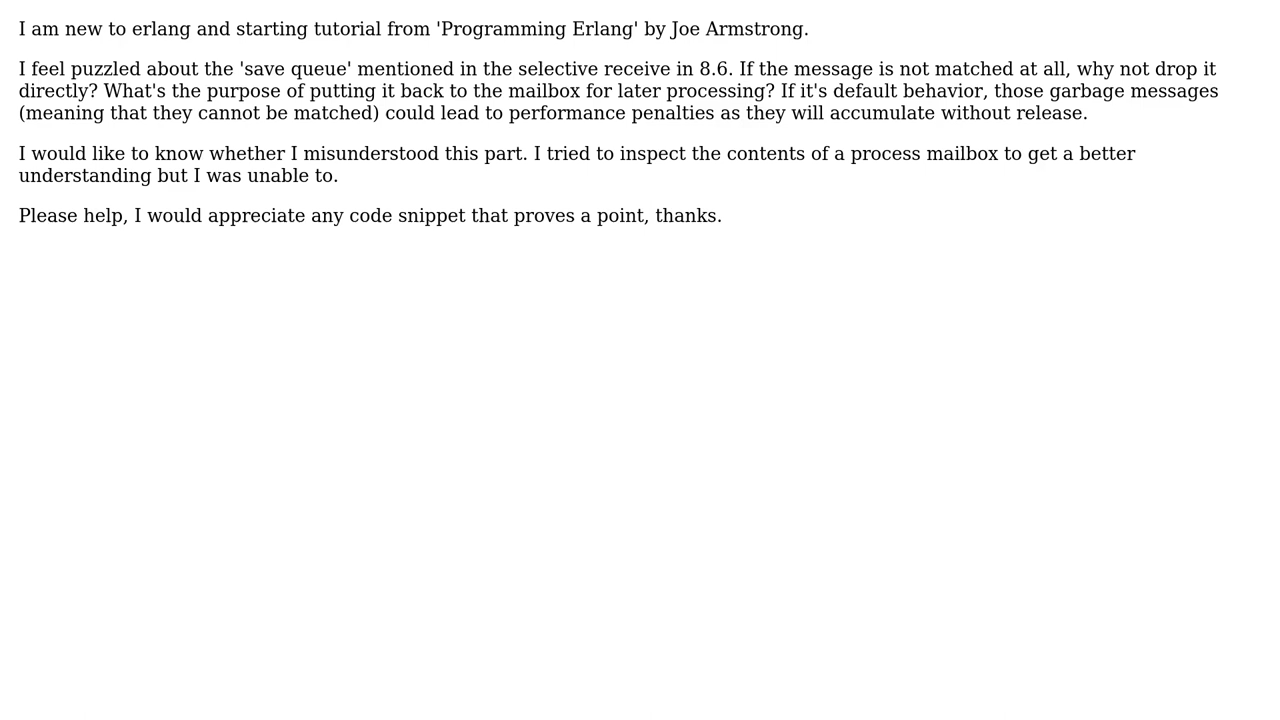 I am new to erlang and starting tutorial from 'Programming Erlang' by Joe Armstrong.
I feel puzzled about the 'save queue' mentioned in the selective receive in 8.6. If the message is not matched at all, why not drop it
directly? What's the purpose of putting it back to the mailbox for later processing? If it's default behavior, those garbage messages
(meaning that they cannot be matched) could lead to performance penalties as they will accumulate without release.
I would like to know whether I misunderstood this part. I tried to inspect the contents of a process mailbox to get a better
understanding but I was unable to.
Please help, I would appreciate any code snippet that proves a point, thanks.